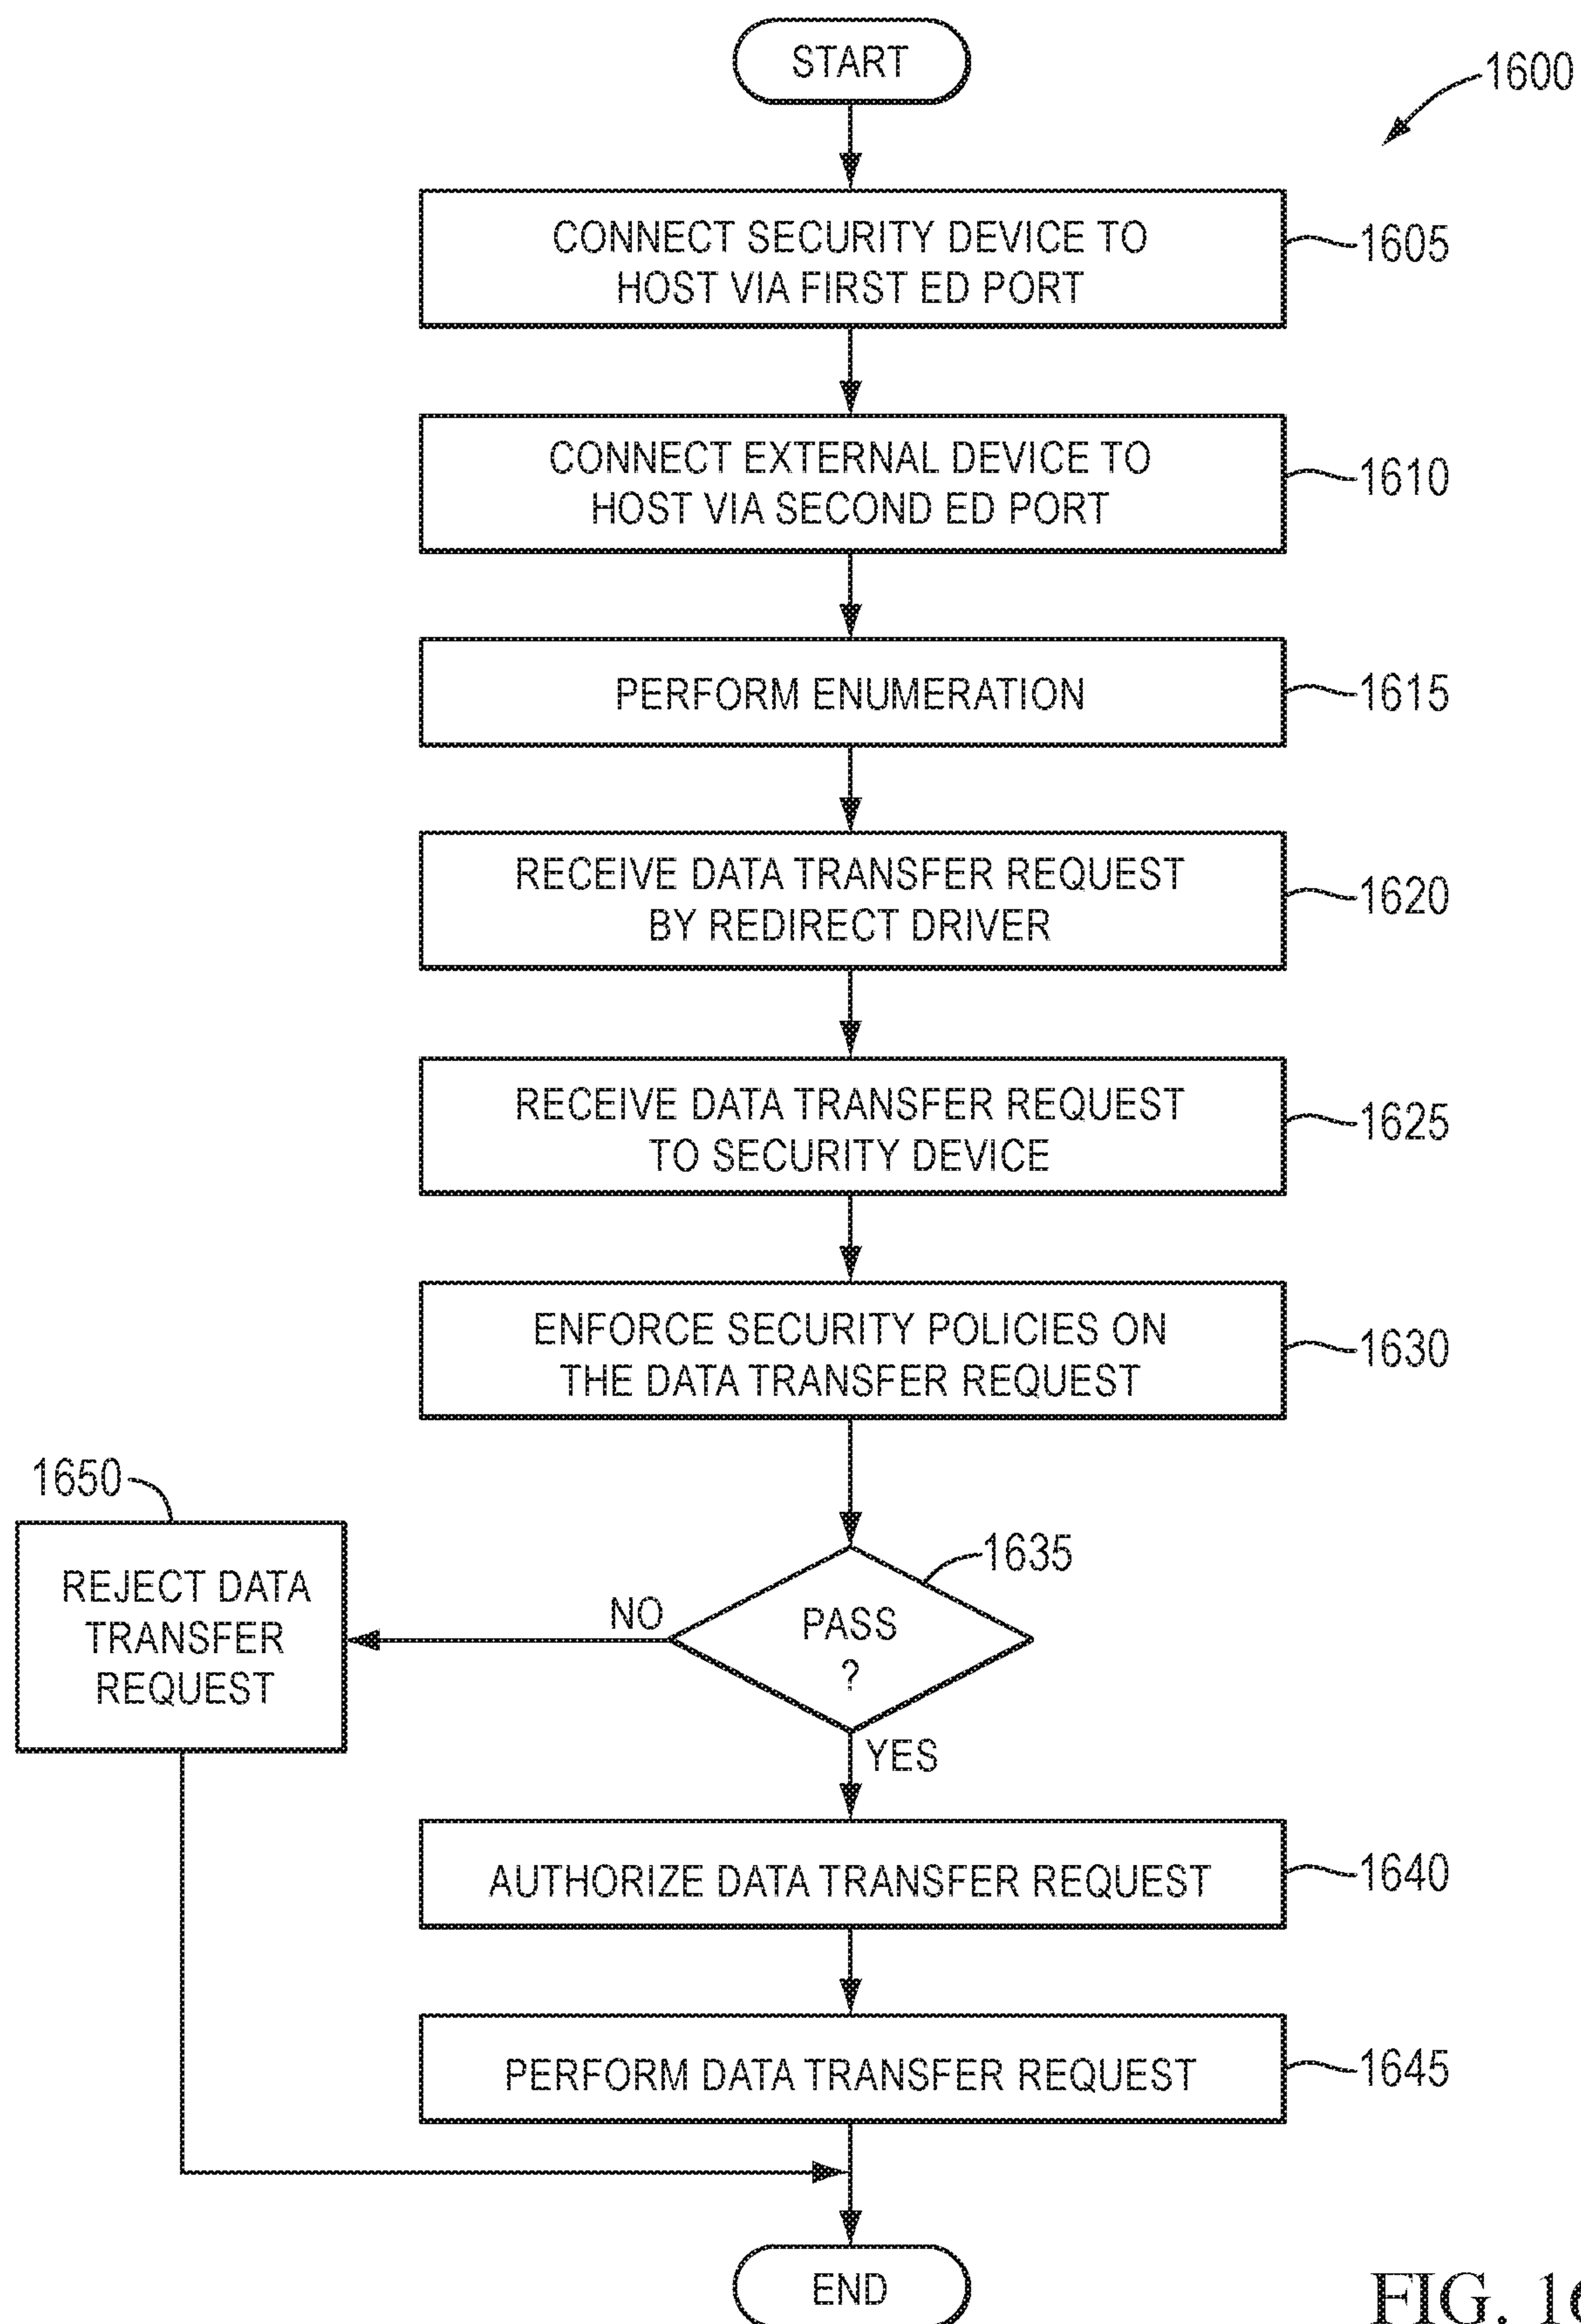 START
1600
CONNECT SECURITY DEVICE TO
HOST VIA FIRST ED PORT
1605
CONNECT EXTERNAL DEVICE TO
HOST VIA SECOND ED PORT
1610
PERFORM ENUMERATION
1615
RECEIVE DATA TRANSFER REQUEST
BY REDIRECT DRIVER
1620
RECEIVE DATA TRANSFER REQUEST
TO SECURITY DEVICE
1625
ENFORCE SECURITY POLICIES ON
THE DATA TRANSFER REQUEST
1630
1650
REJECT DATA
TRANSFER
REQUEST
NO
1635
PASS
?
YES
AUTHORIZE DATA TRANSFER REQUEST
1640
PERFORM DATA TRANSFER REQUEST
1645
END
FIG. 16